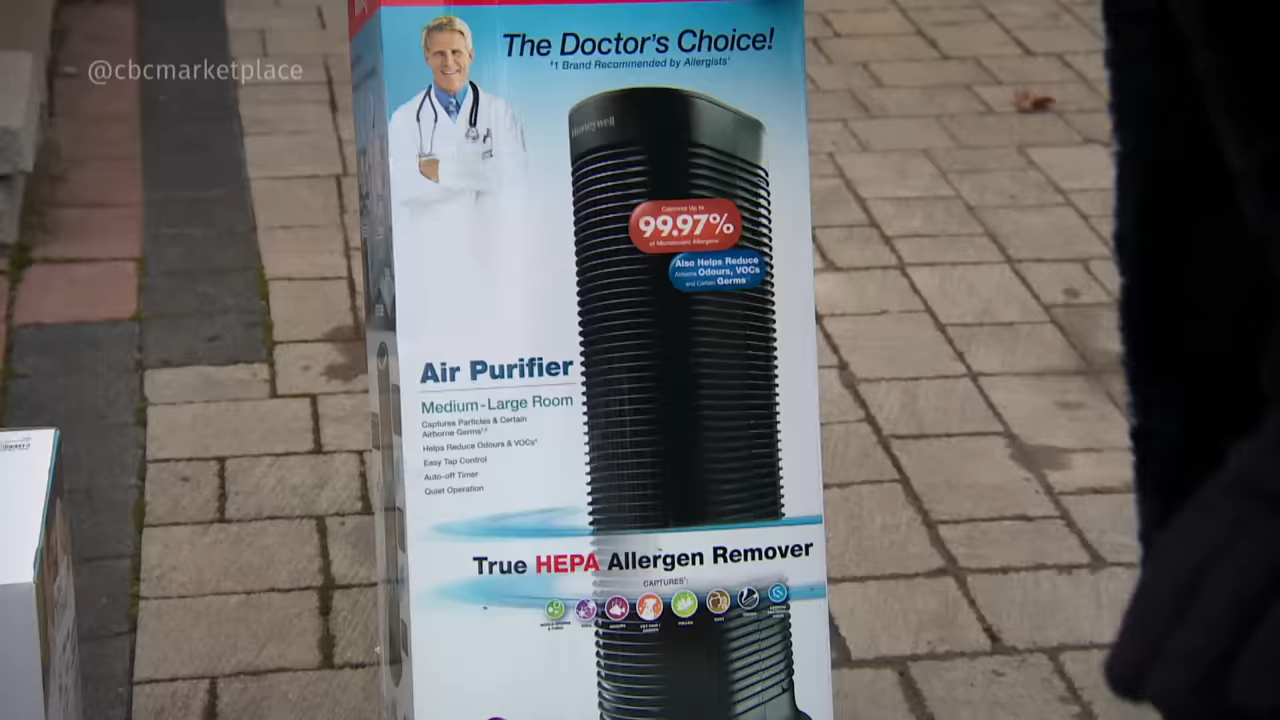 @cbcmarketplace
The Doctor's Choice!
#1 Brand Recommended by Allergists†
Honeywell
Captures Up to
99.97%
of Microscopic Allergens
Also Helps Reduce
Airborne Odours, VOCs
and Certain Germs
Air Purifier
Medium-Large Room
Captures Particles & Certain
Airborne Germs
Helps Reduce Odours & VOCs
Easy Tap Control
Auto-off Timer
Quiet Operation
True HEPA Allergen Remover
CAPTURES
POLLEN